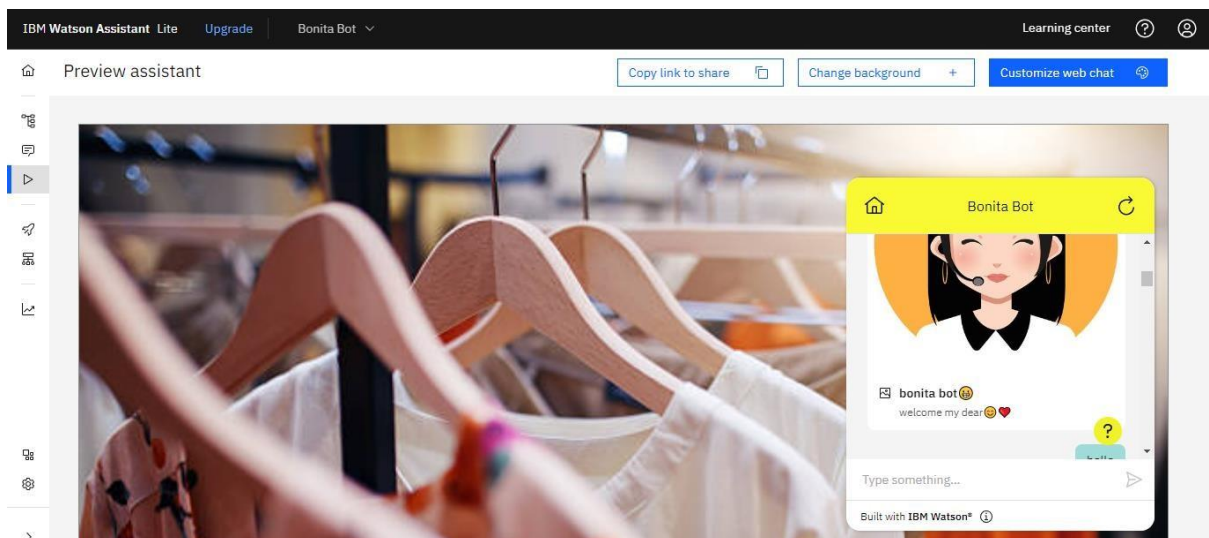 IBM Watson Assistant Lite Upgrade Bonita Bot Learning center
Preview assistant Copy link to share Change background + Customize web chat
Bonita Bot
bonita bot😁
welcome my dear😊❤️
?
hello
Type something...
Built with IBM Watson®